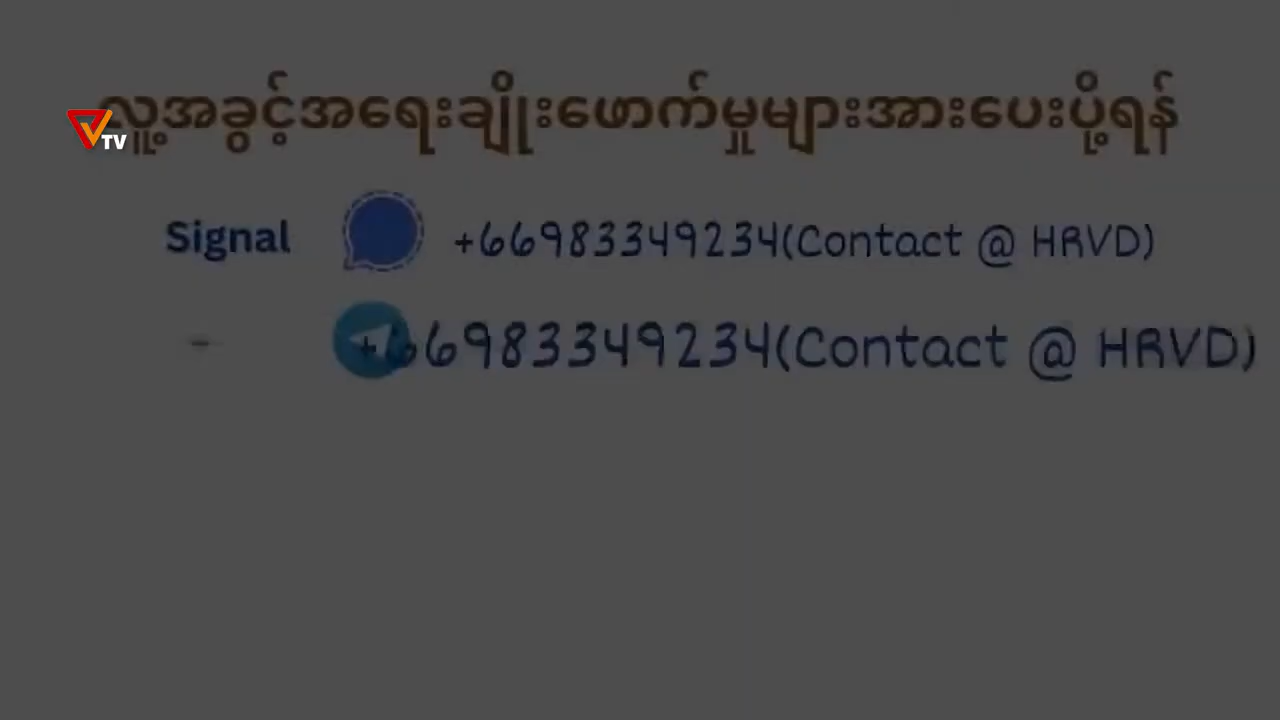 လူ့အခွင့်အရေးချိုးဖောက်မှုများအားပေးပို့ရန်
TV
Signal +66983349234(Contact @ HRVD)
+66983349234(Contact @ HRVD)